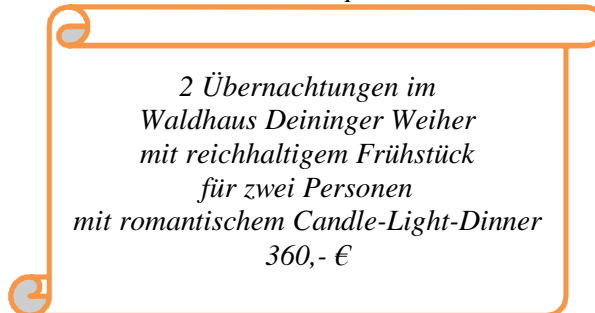 2 Übernachtungen im
Waldhaus Deininger Weiher
mit reichhaltigem Frühstück
für zwei Personen
mit romantischem Candle-Light-Dinner
360,- €